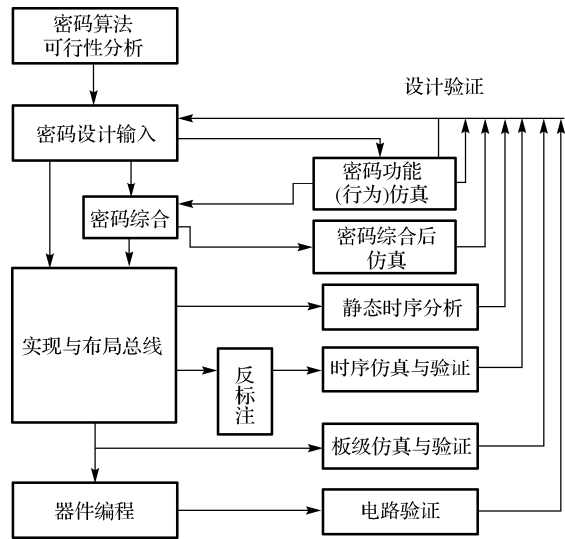 密码算法
可行性分析
设计验证
密码设计输入
密码功能
(行为)仿真
密码综合
密码综合后
仿真
静态时序分析
实现与布局总线
反
标
注
时序仿真与验证
板级仿真与验证
器件编程
电路验证